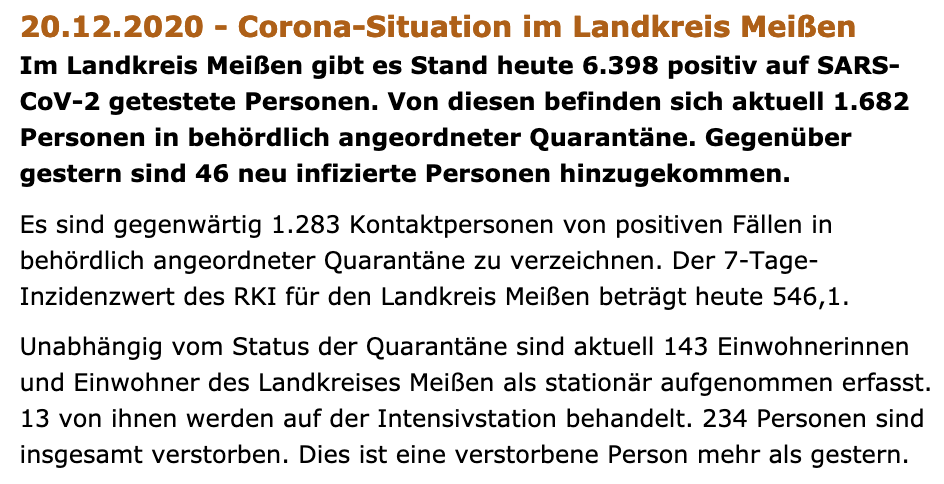 20.12.2020 - Corona-Situation im Landkreis Meißen
Im Landkreis Meißen gibt es Stand heute 6.398 positiv auf SARS-
CoV-2 getestete Personen. Von diesen befinden sich aktuell 1.682
Personen in behördlich angeordneter Quarantäne. Gegenüber
gestern sind 46 neu infizierte Personen hinzugekommen.
Es sind gegenwärtig 1.283 Kontaktpersonen von positiven Fällen in
behördlich angeordneter Quarantäne zu verzeichnen. Der 7-Tage-
Inzidenzwert des RKI für den Landkreis Meißen beträgt heute 546,1.
Unabhängig vom Status der Quarantäne sind aktuell 143 Einwohnerinnen
und Einwohner des Landkreises Meißen als stationär aufgenommen erfasst.
13 von ihnen werden auf der Intensivstation behandelt. 234 Personen sind
insgesamt verstorben. Dies ist eine verstorbene Person mehr als gestern.